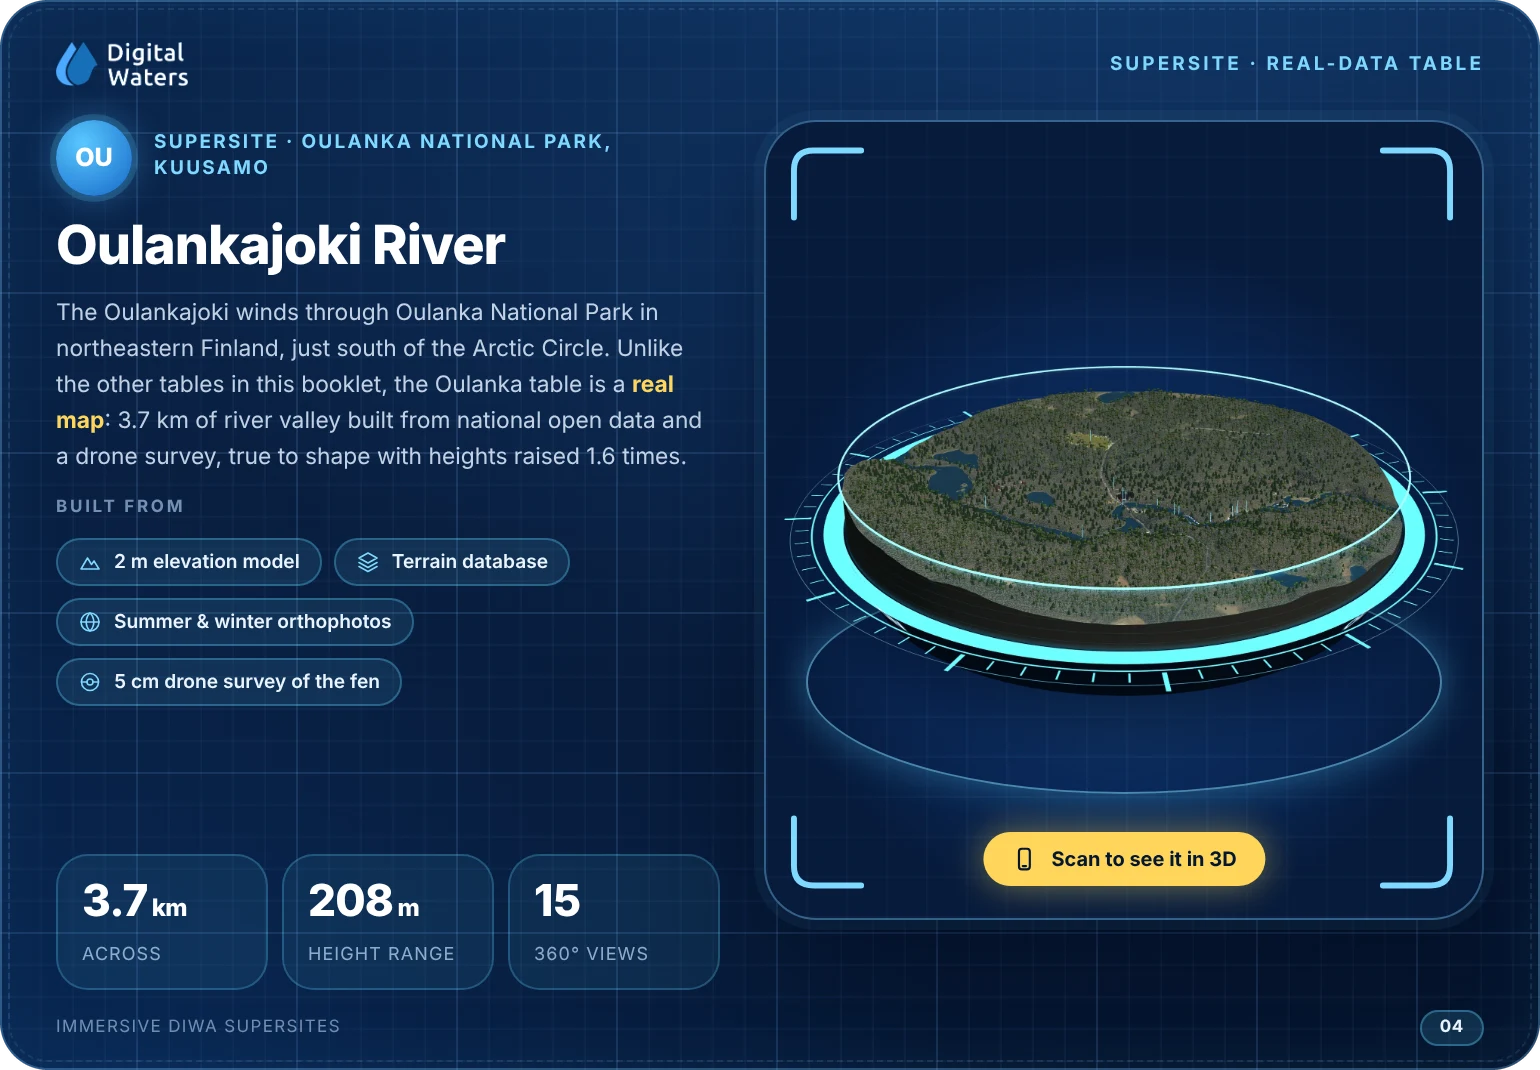 Digital
Waters
SUPERSITE · REAL-DATA TABLE
OU
SUPERSITE · OULANKA NATIONAL PARK,
KUUSAMO
Oulankajoki River
The Oulankajoki winds through Oulanka National Park in
northeastern Finland, just south of the Arctic Circle. Unlike
the other tables in this booklet, the Oulanka table is a real
map: 3.7 km of river valley built from national open data and
a drone survey, true to shape with heights raised 1.6 times.
BUILT FROM
2 m elevation model
Terrain database
Summer & winter orthophotos
5 cm drone survey of the fen
3.7 km
ACROSS
208 m
HEIGHT RANGE
15
360° VIEWS
Scan to see it in 3D
IMMERSIVE DIWA SUPERSITES
04